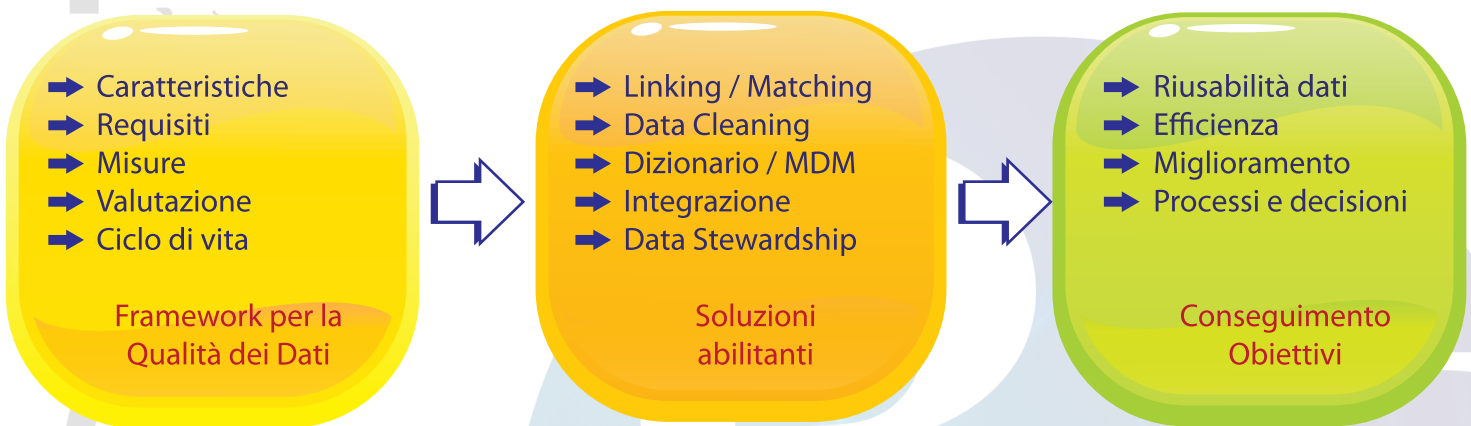 Caratteristiche
Requisiti
Misure
Valutazione
Ciclo di vita
Framework per la
Qualità dei Dati
Linking / Matching
Data Cleaning
Dizionario / MDM
Integrazione
Data Stewardship
Soluzioni
abilitanti
Riusabilità dati
Efficienza
Miglioramento
Processi e decisioni
Conseguimento
Obiettivi